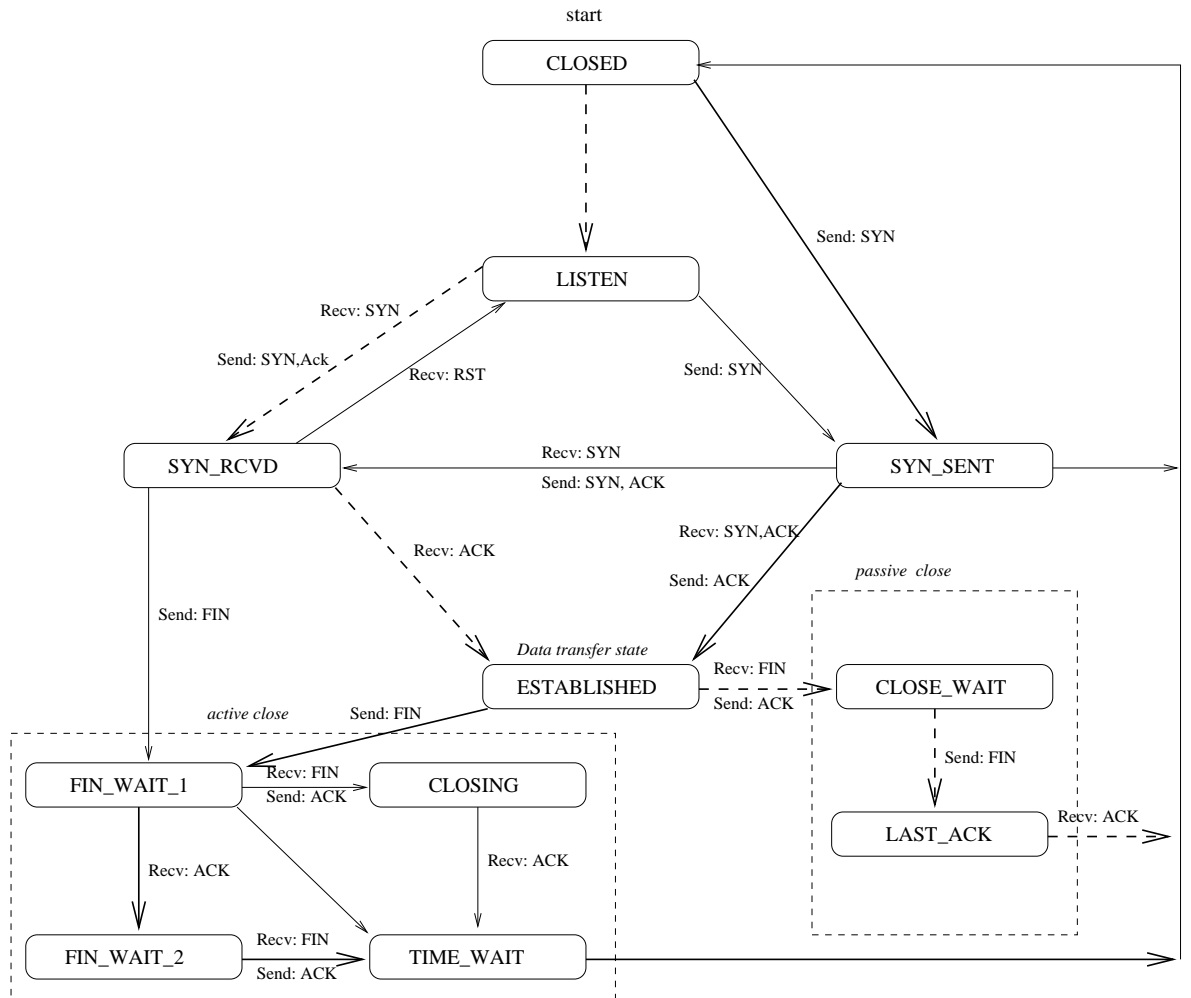 start
CLOSED
Send: SYN
LISTEN
Recv: SYN
Send: SYN,Ack
Recv: RST
Send: SYN
SYN_RCVD
Recv: SYN
Send: SYN, ACK
SYN_SENT
Recv: SYN,ACK
Recv: ACK
Send: ACK
passive close
Send: FIN
Data transfer state
ESTABLISHED
Recv: FIN
Send: ACK
CLOSE_WAIT
active close
Send: FIN
Send: FIN
FIN_WAIT_1
Recv: FIN
Send: ACK
CLOSING
LAST_ACK
Recv: ACK
Recv: ACK
Recv: ACK
FIN_WAIT_2
Recv: FIN
Send: ACK
TIME_WAIT